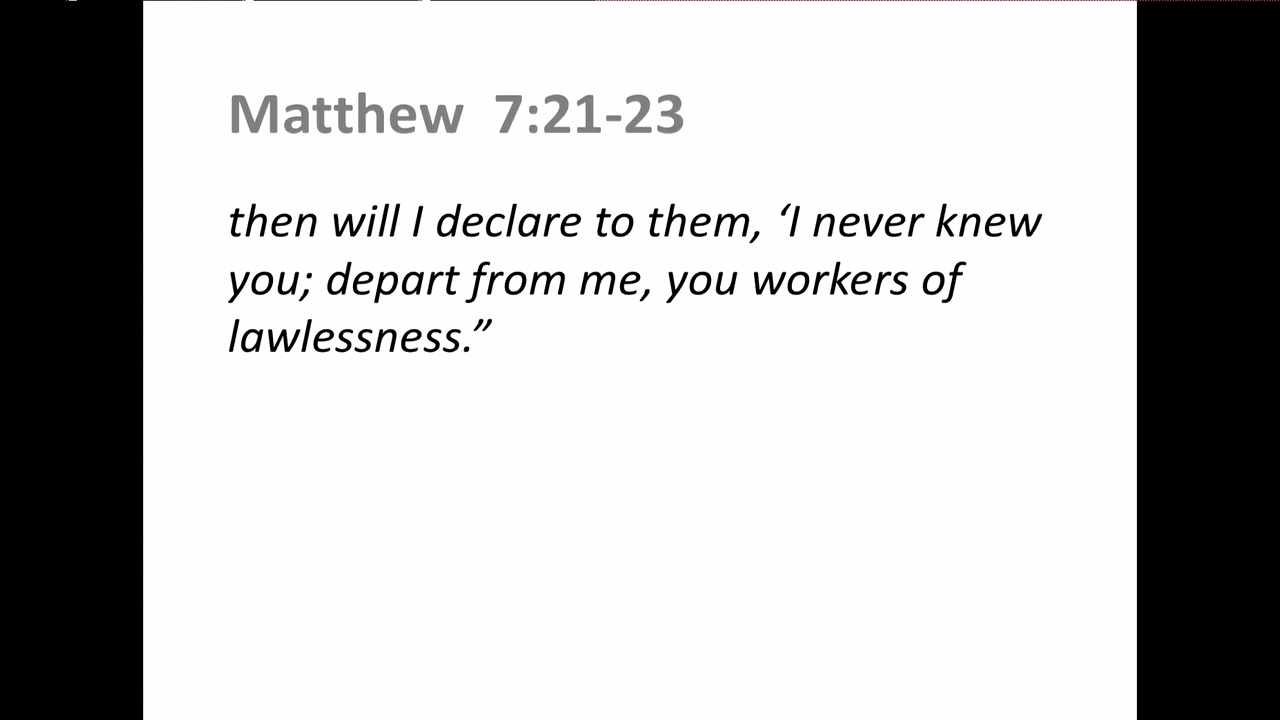 Matthew  7:21-23
then will I declare to them, ‘I never knew
you; depart from me, you workers of
lawlessness.”